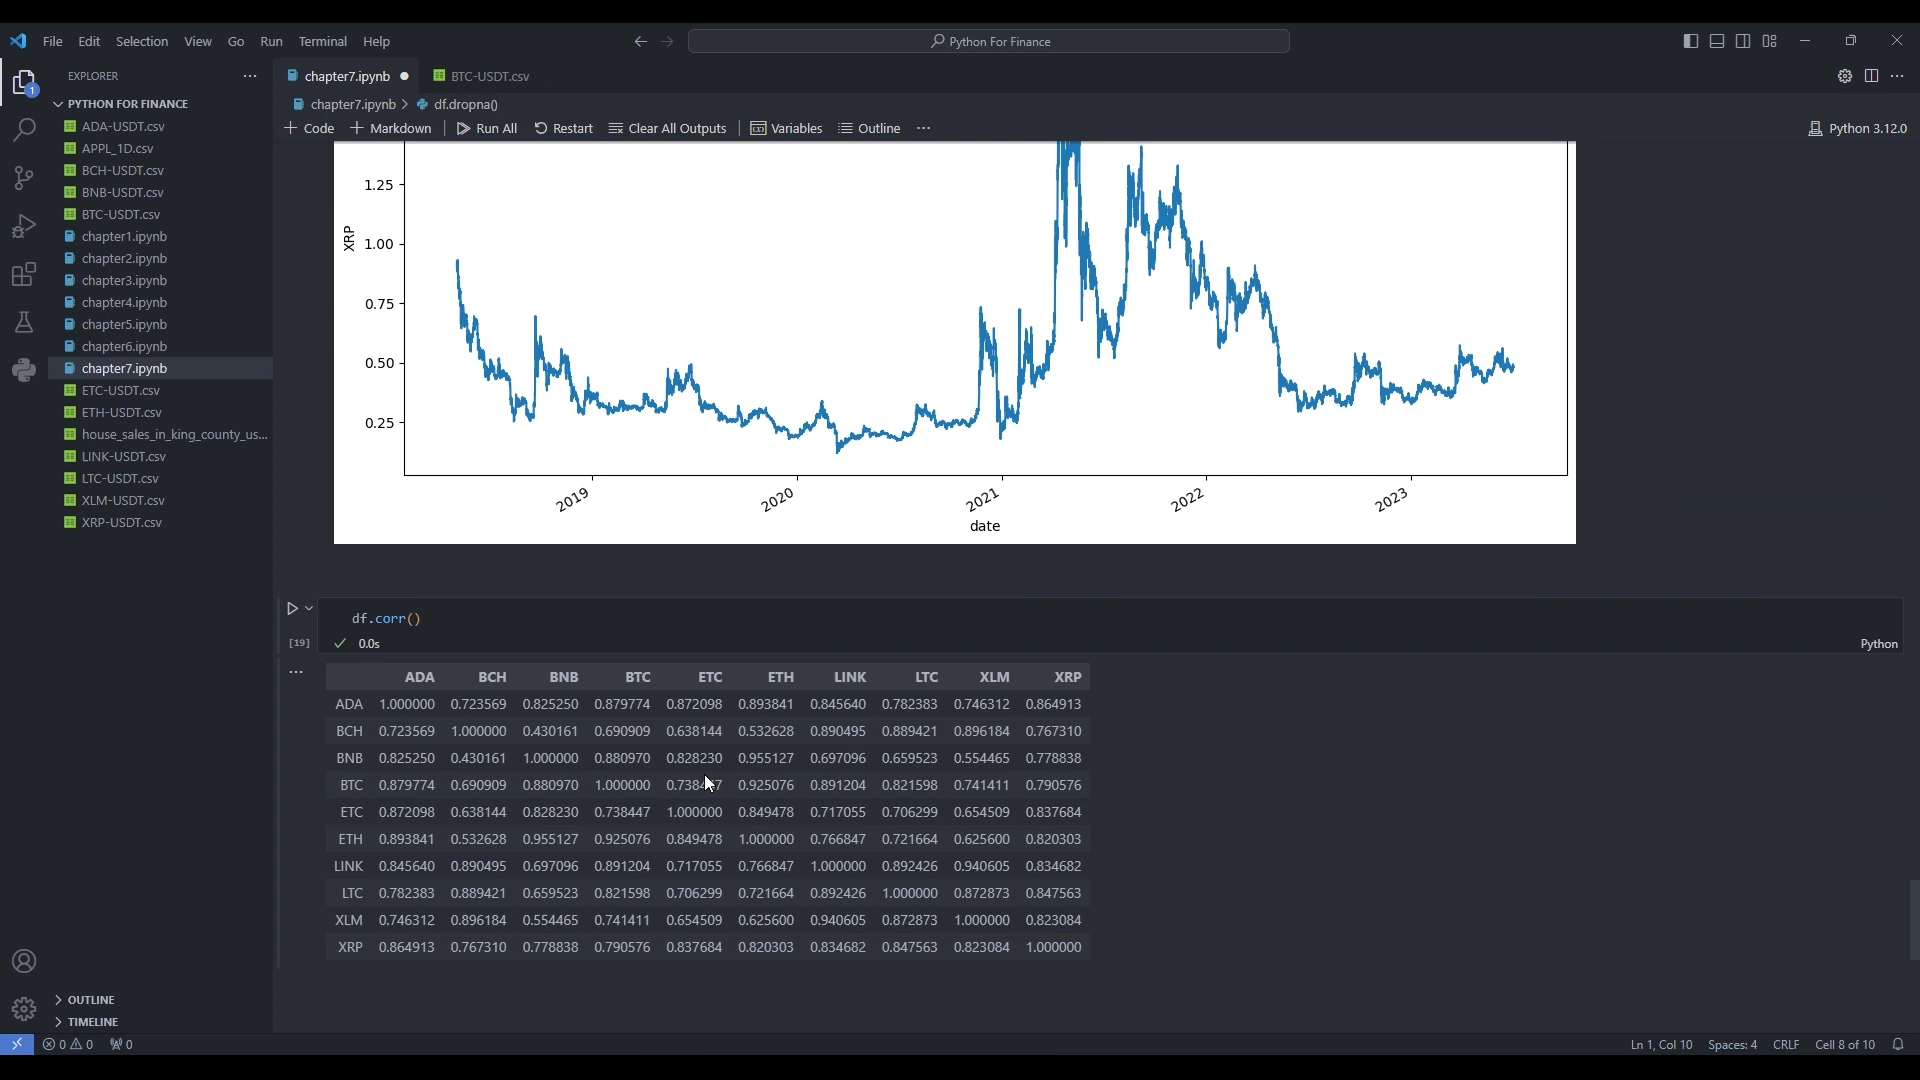 File Edit Selection View Go Run Terminal Help
Python For Finance
EXPLORER
chapter7.ipynb
BTC-USDT.csv
1
PYTHON FOR FINANCE
chapter7.ipynb > df.dropna()
+ Code + Markdown Run All Restart Clear All Outputs Variables Outline ...
Python 3.12.0
ADA-USDT.csv
APPL_1D.csv
BCH-USDT.csv
BNB-USDT.csv
BTC-USDT.csv
chapter1.ipynb
chapter2.ipynb
chapter3.ipynb
chapter4.ipynb
chapter5.ipynb
chapter6.ipynb
chapter7.ipynb
ETC-USDT.csv
ETH-USDT.csv
house_sales_in_king_county_us...
LINK-USDT.csv
LTC-USDT.csv
XLM-USDT.csv
XRP-USDT.csv
XRP
1.25
1.00
0.75
0.50
0.25
2019 2020 2021 2022 2023
date
df.corr()
[19] 0.0s
Python
ADA BCH BNB BTC ETC ETH LINK LTC XLM XRP
ADA 1.000000 0.723569 0.825250 0.879774 0.872098 0.893841 0.845640 0.782383 0.746312 0.864913
BCH 0.723569 1.000000 0.430161 0.690909 0.638144 0.532628 0.890495 0.889421 0.896184 0.767310
BNB 0.825250 0.430161 1.000000 0.880970 0.828230 0.955127 0.697096 0.659523 0.554465 0.778838
BTC 0.879774 0.690909 0.880970 1.000000 0.738447 0.925076 0.891204 0.821598 0.741411 0.790576
ETC 0.872098 0.638144 0.828230 0.738447 1.000000 0.849478 0.717055 0.706299 0.654509 0.837684
ETH 0.893841 0.532628 0.955127 0.925076 0.849478 1.000000 0.766847 0.721664 0.625600 0.820303
LINK 0.845640 0.890495 0.697096 0.891204 0.717055 0.766847 1.000000 0.892426 0.940605 0.834682
LTC 0.782383 0.889421 0.659523 0.821598 0.706299 0.721664 0.892426 1.000000 0.872873 0.847563
XLM 0.746312 0.896184 0.554465 0.741411 0.654509 0.625600 0.940605 0.872873 1.000000 0.823084
XRP 0.864913 0.767310 0.778838 0.790576 0.837684 0.820303 0.834682 0.847563 0.823084 1.000000
OUTLINE
TIMELINE
0 0 0
Ln 1, Col 10 Spaces: 4 CRLF Cell 8 of 10